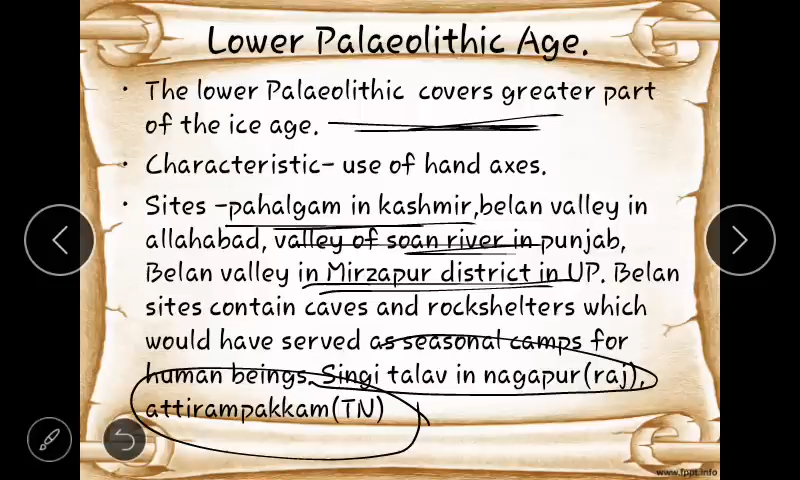 Lower Palaeolithic Age.
• The lower Palaeolithic covers greater part
of the ice age.
• Characteristic- use of hand axes.
• Sites -pahalgam in kashmir,belan valley in
allahabad, valley of soan river in punjab,
Belan valley in Mirzapur district in UP. Belan
sites contain caves and rockshelters which
would have served as seasonal camps for
human beings. Singi talav in nagapur(raj),
attirampakkam(TN)
www.fppt.info